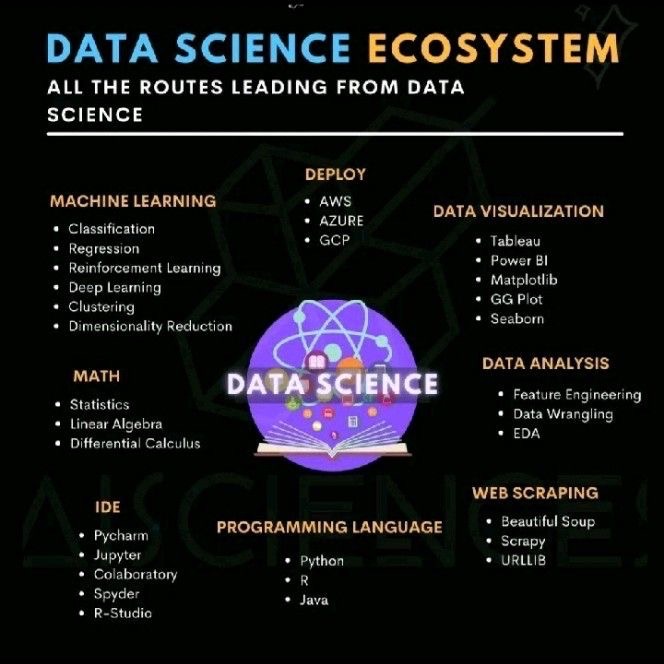 DATA SCIENCE ECOSYSTEM
ALL THE ROUTES LEADING FROM DATA
SCIENCE
DEPLOY
• AWS
• AZURE
• GCP
MACHINE LEARNING
• Classification
• Regression
• Reinforcement Learning
• Deep Learning
• Clustering
• Dimensionality Reduction
DATA VISUALIZATION
• Tableau
• Power BI
• Matplotlib
• GG Plot
• Seaborn
MATH
• Statistics
• Linear Algebra
• Differential Calculus
DATA SCIENCE
DATA ANALYSIS
• Feature Engineering
• Data Wrangling
• EDA
IDE
• Pycharm
• Jupyter
• Colaboratory
• Spyder
• R-Studio
PROGRAMMING LANGUAGE
• Python
• R
• Java
WEB SCRAPING
• Beautiful Soup
• Scrapy
• URLLIB